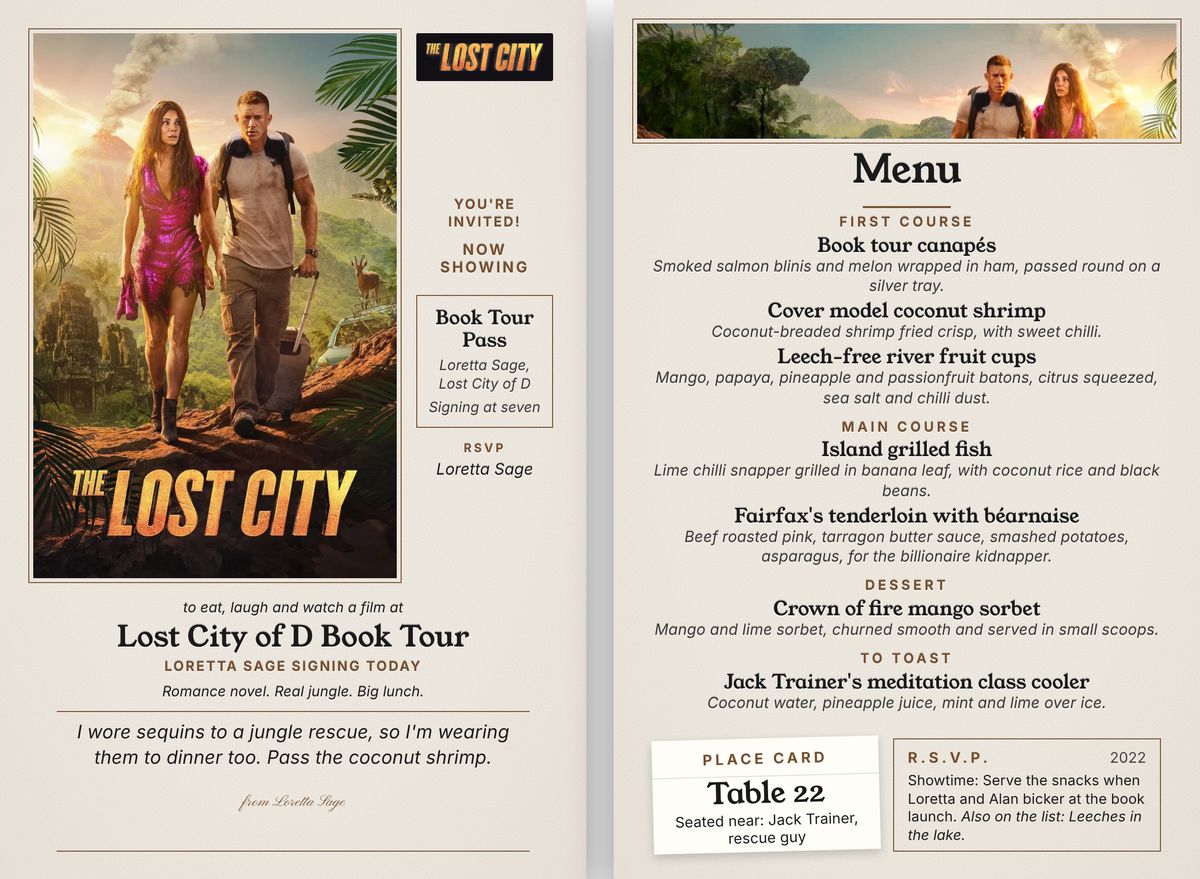 THE LOST CITY
THE LOST CITY
YOU'RE
INVITED!
NOW
SHOWING
Book Tour
Pass
Loretta Sage,
Lost City of D
Signing at seven
RSVP
Loretta Sage
to eat, laugh and watch a film at
Lost City of D Book Tour
LORETTA SAGE SIGNING TODAY
Romance novel. Real jungle. Big lunch.
I wore sequins to a jungle rescue, so I'm wearing
them to dinner too. Pass the coconut shrimp.
from Loretta Sage
Menu
FIRST COURSE
Book tour canapés
Smoked salmon blinis and melon wrapped in ham, passed round on a
silver tray.
Cover model coconut shrimp
Coconut-breaded shrimp fried crisp, with sweet chilli.
Leech-free river fruit cups
Mango, papaya, pineapple and passionfruit batons, citrus squeezed,
sea salt and chilli dust.
MAIN COURSE
Island grilled fish
Lime chilli snapper grilled in banana leaf, with coconut rice and black
beans.
Fairfax's tenderloin with béarnaise
Beef roasted pink, tarragon butter sauce, smashed potatoes,
asparagus, for the billionaire kidnapper.
DESSERT
Crown of fire mango sorbet
Mango and lime sorbet, churned smooth and served in small scoops.
TO TOAST
Jack Trainer's meditation class cooler
Coconut water, pineapple juice, mint and lime over ice.
PLACE CARD
Table 22
Seated near: Jack Trainer,
rescue guy
R.S.V.P. 2022
Showtime: Serve the snacks when
Loretta and Alan bicker at the book
launch. Also on the list: Leeches in
the lake.